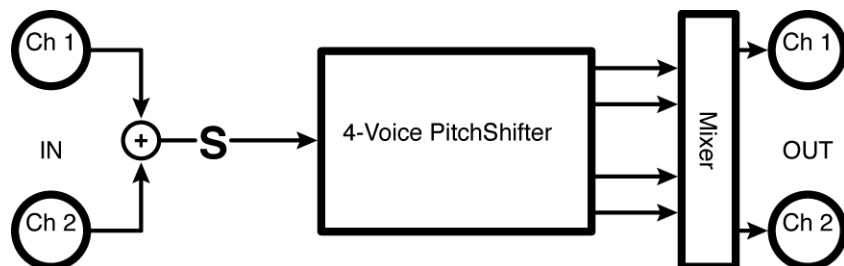 Ch 1
IN
Ch 2
+
S
4-Voice PitchShifter
Mixer
Ch 1
OUT
Ch 2